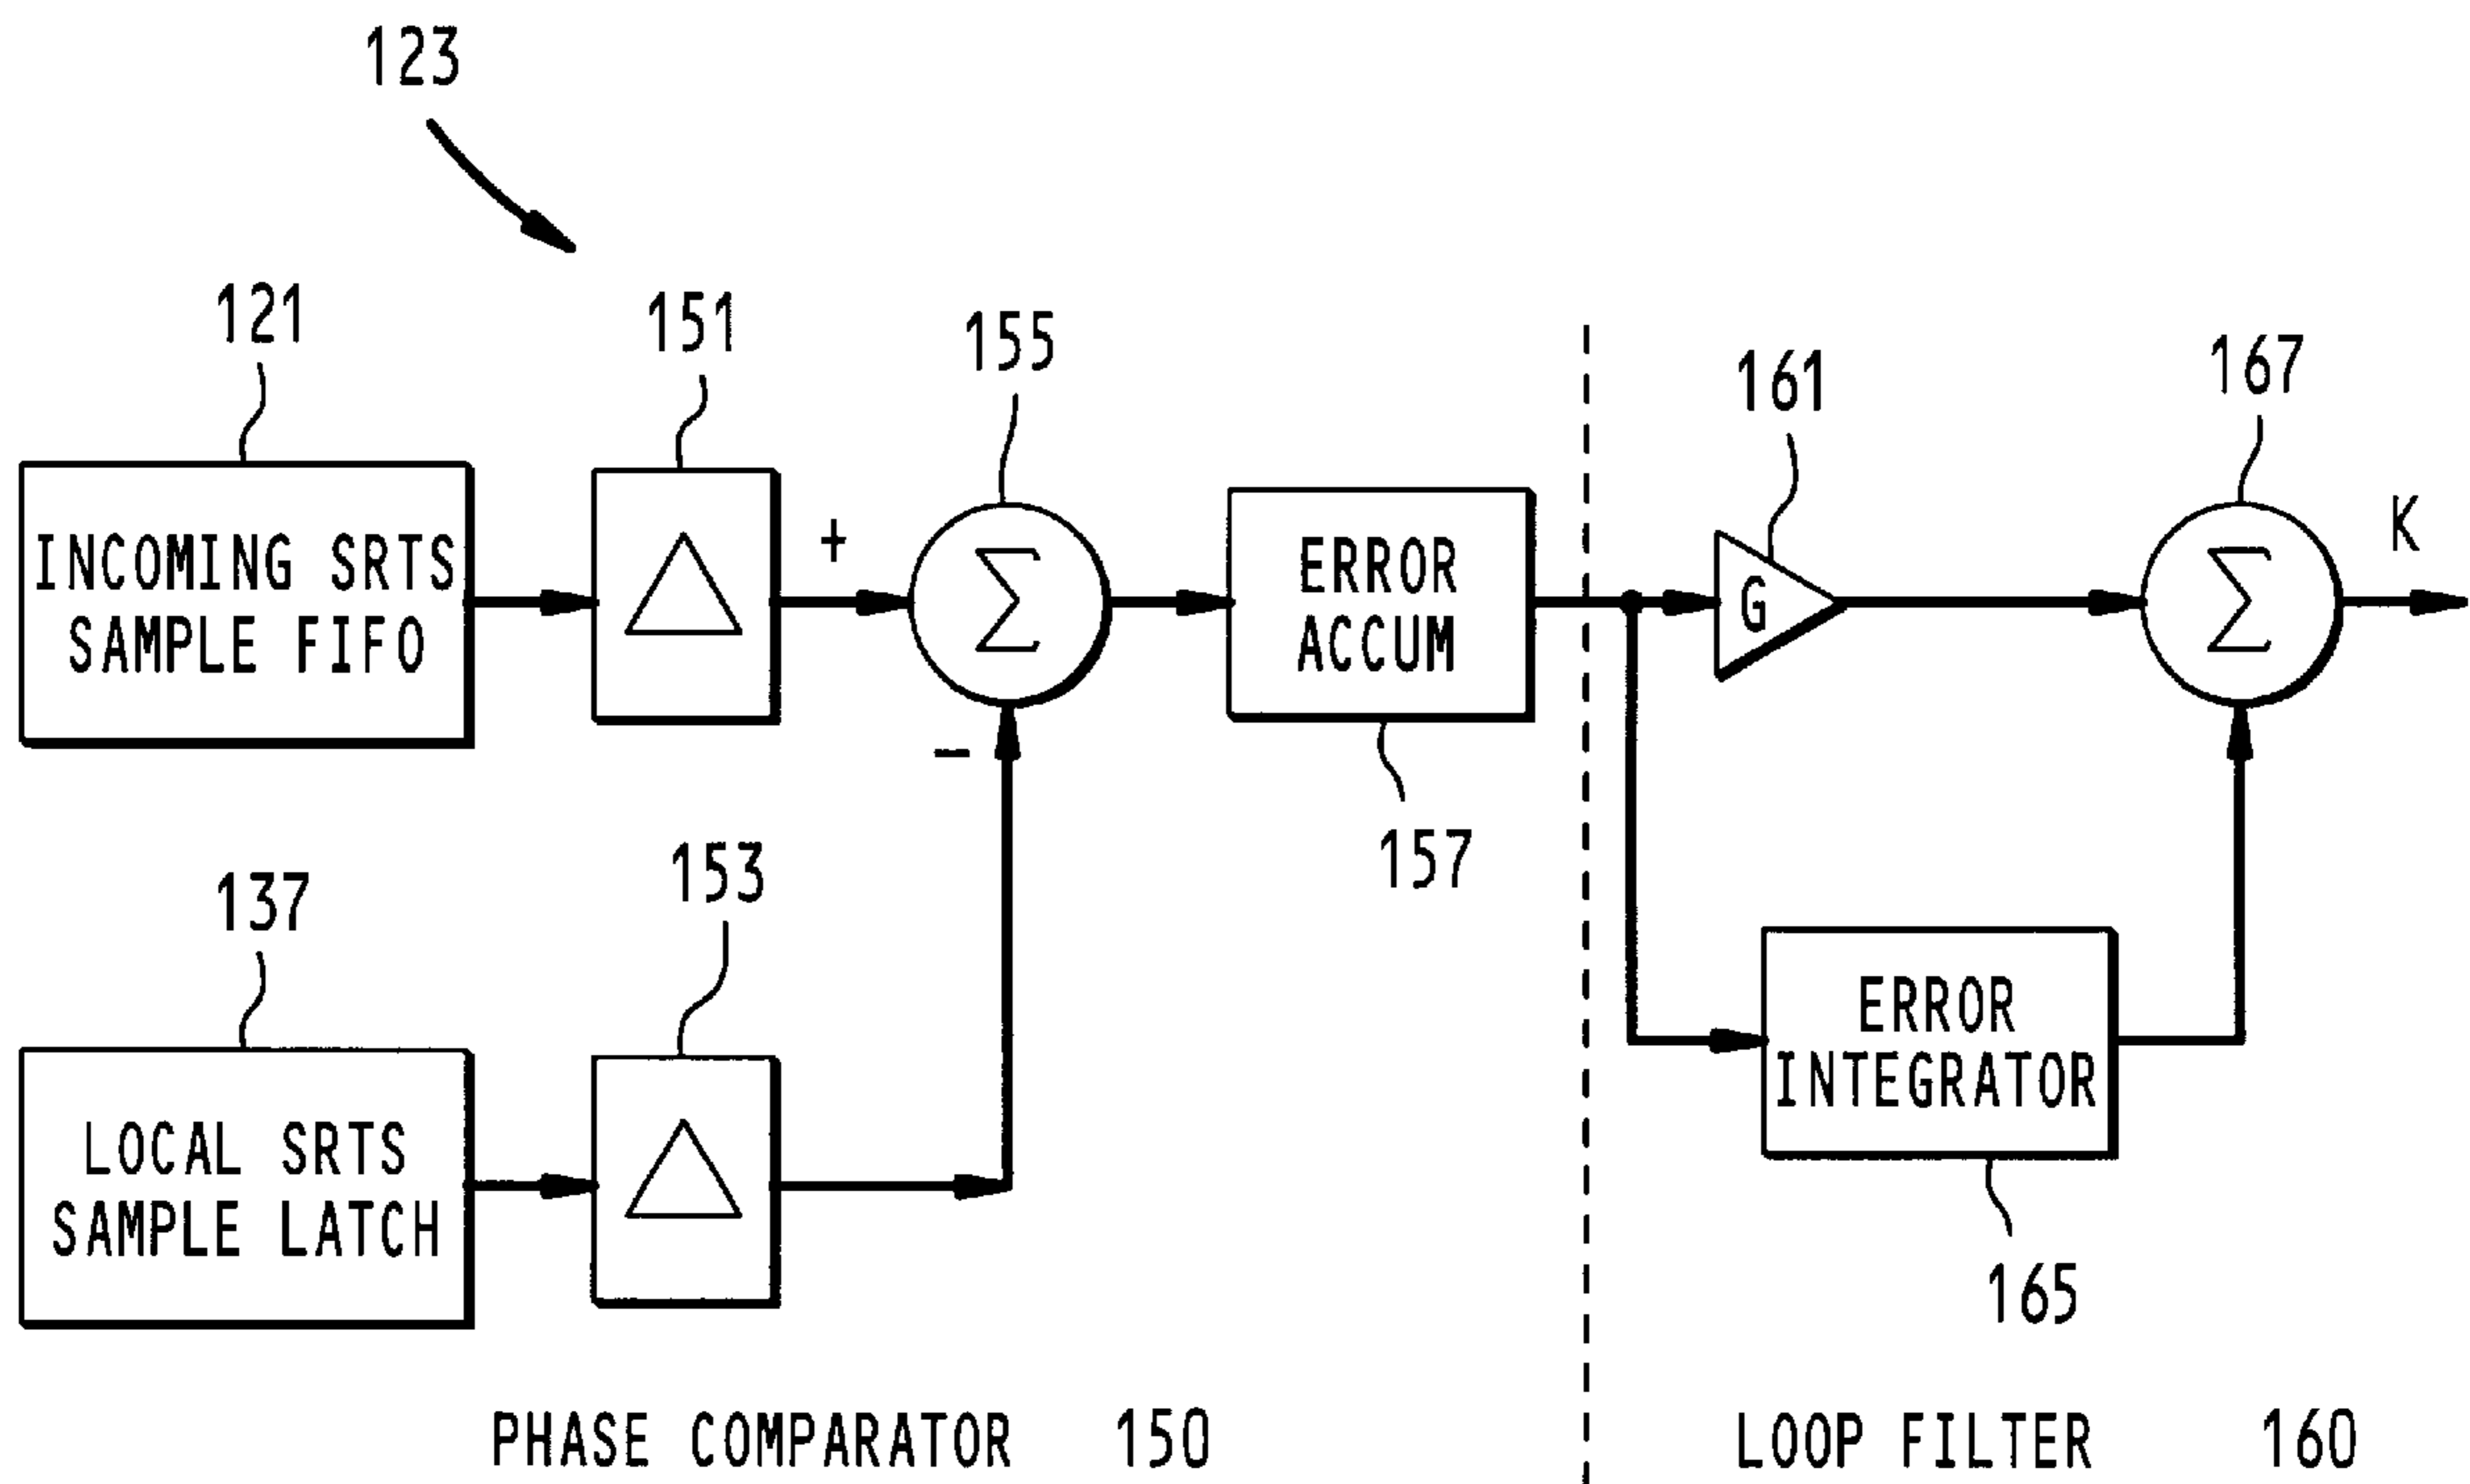 123
121
151
155
161
167
INCOMING SRTS
SAMPLE FIFO
Δ
+
Σ
ERROR
ACCUM
G
Σ
K
−
157
137
153
LOCAL SRTS
SAMPLE LATCH
Δ
ERROR
INTEGRATOR
165
PHASE COMPARATOR 150
LOOP FILTER 160